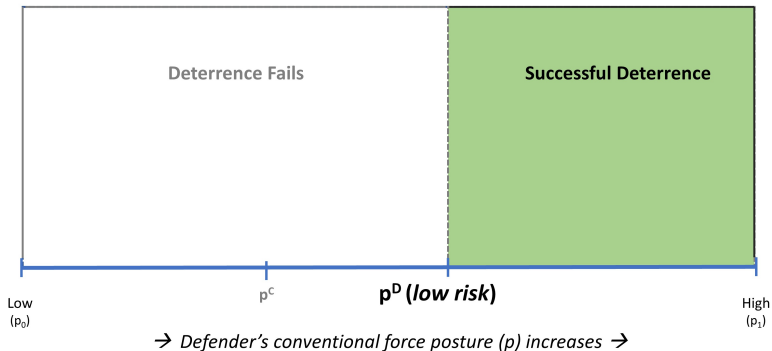 Deterrence Fails
Successful Deterrence
pᶜ
pᴰ (low risk)
Low
(p₀)
High
(p₁)
→ Defender's conventional force posture (p) increases →